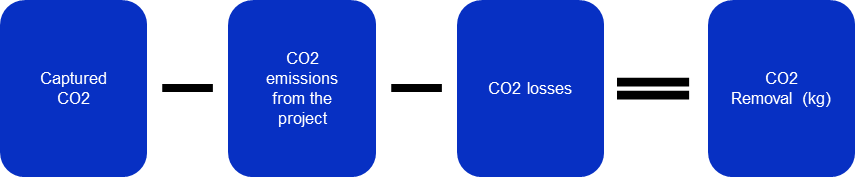 Captured
CO2
CO2
emissions
from the
project
CO2 losses
CO2
Removal (kg)